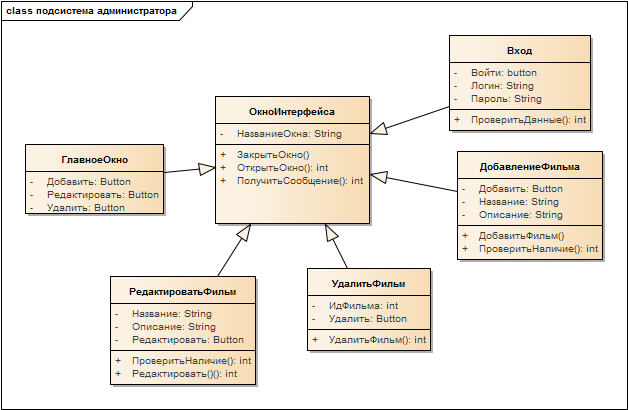 class подсистема администратора
Вход
- Войти: button
- Логин: String
- Пароль: String
+ ПроверитьДанные(): int
ОкноИнтерфейса
- НазваниеОкна: String
+ ЗакрытьОкно()
+ ОткрытьОкно(): int
+ ПолучитьСообщение(): int
ГлавноеОкно
- Добавить: Button
- Редактировать: Button
- Удалить: Button
ДобавлениеФильма
- Добавить: Button
- Название: String
- Описание: String
+ ДобавитьФильм()
+ ПроверитьНаличие(): int
РедактироватьФильм
- Название: String
- Описание: String
- Редактировать: Button
+ ПроверитьНаличие(): int
+ Редактировать()(): int
УдалитьФильм
- ИдФильма: int
- Удалить: Button
+ УдалитьФильм(): int